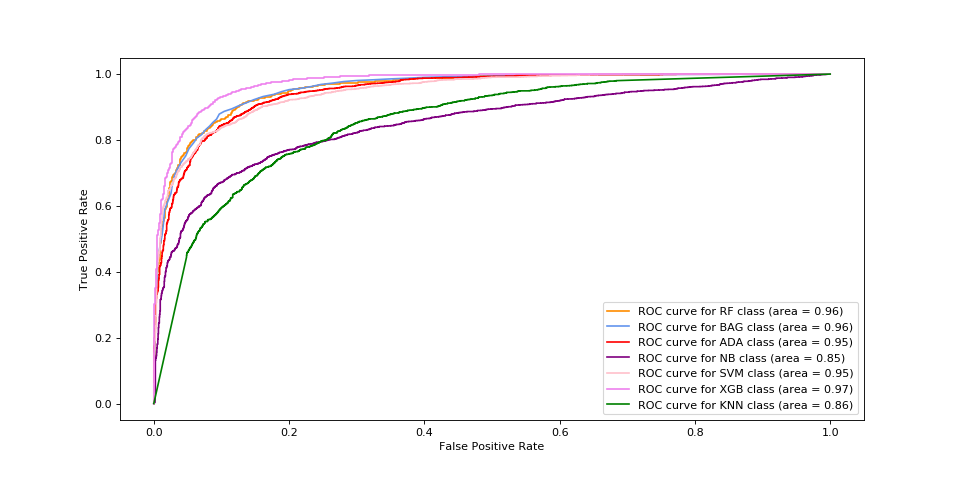 1.0
0.8
0.6
0.4
0.2
0.0
True Positive Rate
ROC curve for RF class (area = 0.96)
ROC curve for BAG class (area = 0.96)
ROC curve for ADA class (area = 0.95)
ROC curve for NB class (area = 0.85)
ROC curve for SVM class (area = 0.95)
ROC curve for XGB class (area = 0.97)
ROC curve for KNN class (area = 0.86)
0.0 0.2 0.4 0.6 0.8 1.0
False Positive Rate